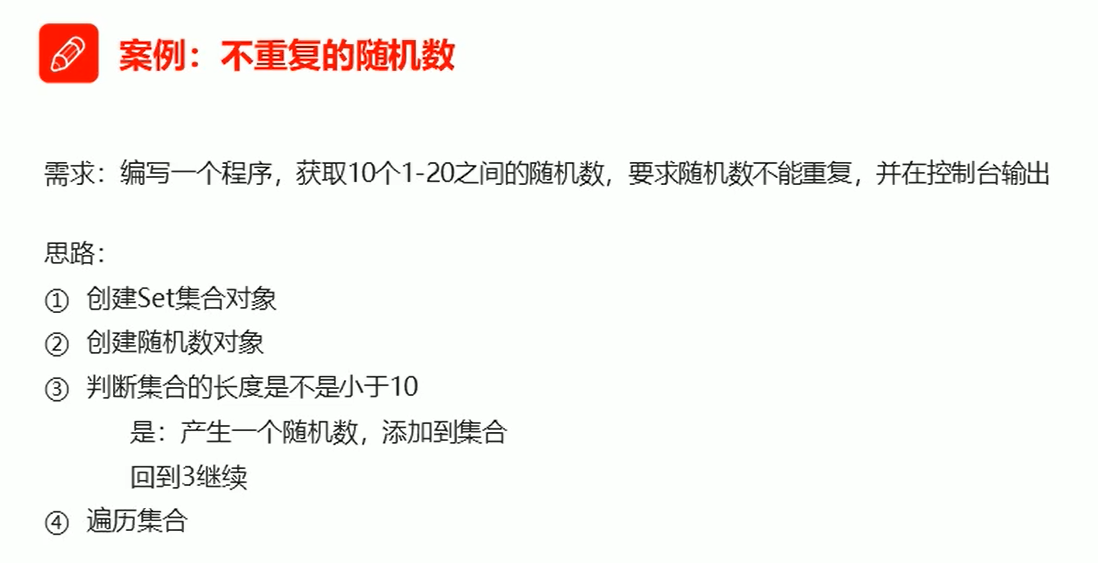 案例：不重复的随机数
需求：编写一个程序，获取10个1-20之间的随机数，要求随机数不能重复，并在控制台输出
思路：
① 创建Set集合对象
② 创建随机数对象
③ 判断集合的长度是不是小于10
是：产生一个随机数，添加到集合
回到3继续
④ 遍历集合